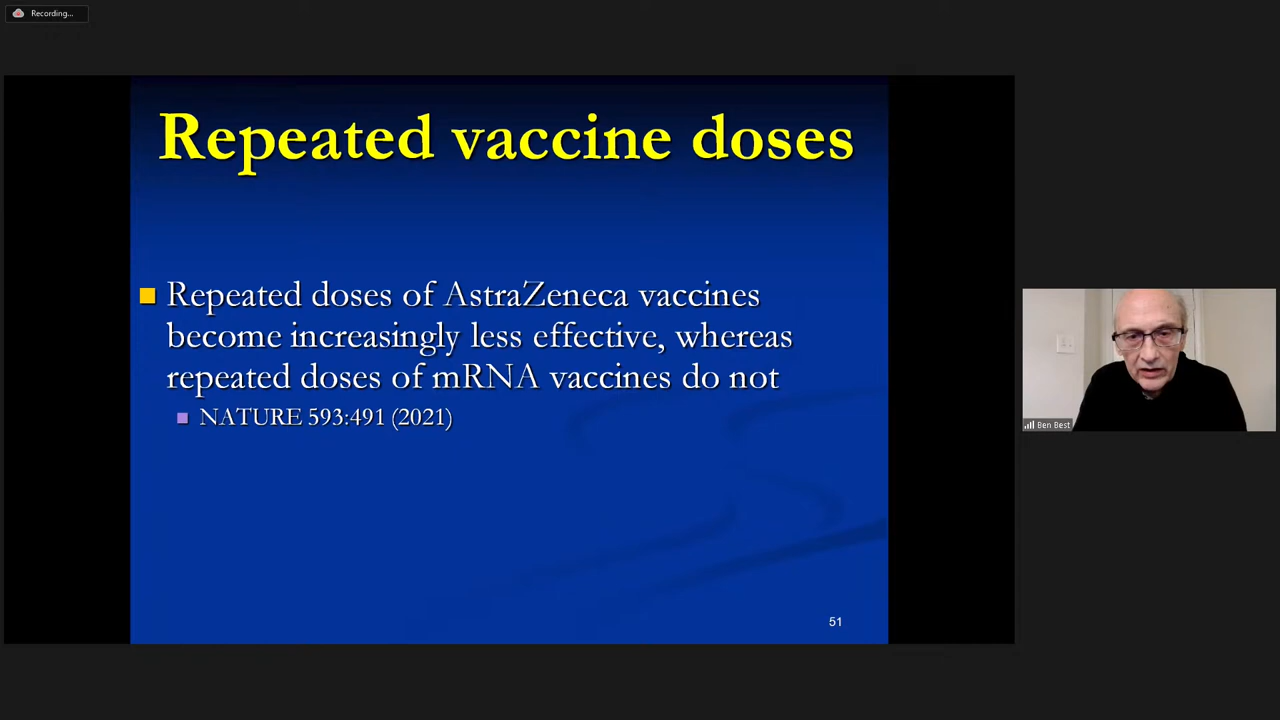 Recording...
Repeated vaccine doses
Repeated doses of AstraZeneca vaccines
become increasingly less effective, whereas
repeated doses of mRNA vaccines do not
NATURE 593:491 (2021)
Ben Best
51